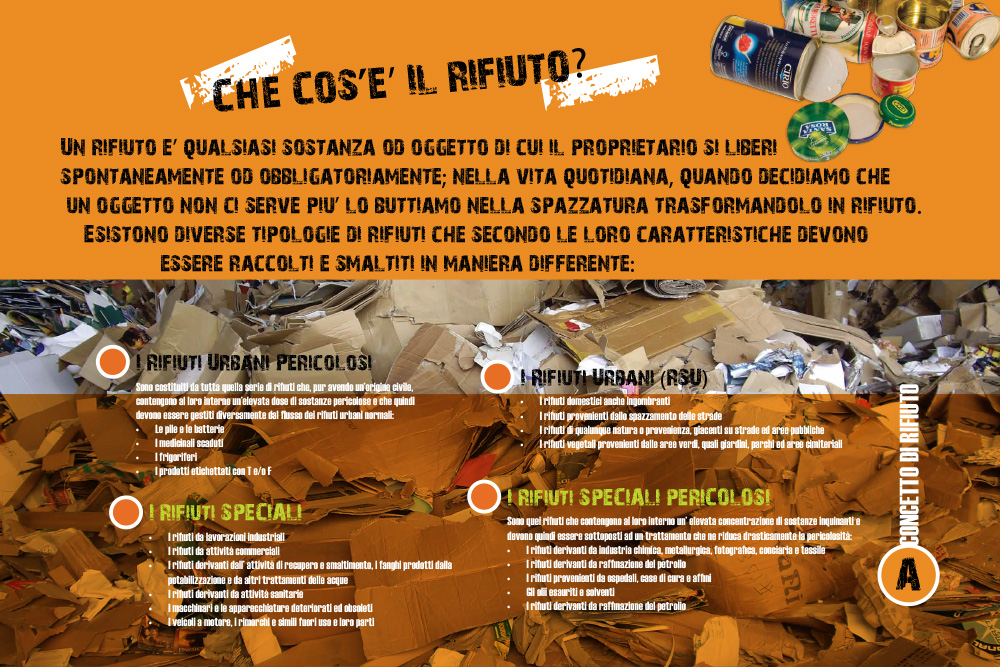 CHE COS'E' IL RIFIUTO?
UN RIFIUTO E' QUALSIASI SOSTANZA OD OGGETTO DI CUI IL PROPRIETARIO SI LIBERI
SPONTANEAMENTE OD OBBLIGATORIAMENTE; NELLA VITA QUOTIDIANA, QUANDO DECIDIAMO CHE
UN OGGETTO NON CI SERVE PIU' LO BUTTIAMO NELLA SPAZZATURA TRASFORMANDOLO IN RIFIUTO.
ESISTONO DIVERSE TIPOLOGIE DI RIFIUTI CHE SECONDO LE LORO CARATTERISTICHE DEVONO
ESSERE RACCOLTI E SMALTITI IN MANIERA DIFFERENTE:
I RIFIUTI URBANI PERICOLOSI
Sono costituiti da tutta quella serie di rifiuti che, pur avendo un'origine civile,
contengono al loro interno un'elevata dose di sostanze pericolose e che quindi
devono essere gestiti diversamente dal flusso dei rifiuti urbani normali:
• Le pile e le batterie
• I medicinali scaduti
• I frigoriferi
• I prodotti etichettati con T e/o F
I RIFIUTI URBANI (RSU)
• I rifiuti domestici anche ingombranti
• I rifiuti provenienti dallo spazzamento delle strade
• I rifiuti di qualunque natura o provenienza, giacenti su strade ed aree pubbliche
• I rifiuti vegetali provenienti dalle aree verdi, quali giardini, parchi ed aree cimiteriali
I RIFIUTI SPECIALI
• I rifiuti da lavorazioni industriali
• I rifiuti da attività commerciali
• I rifiuti derivanti dall' attività di recupero e smaltimento, i fanghi prodotti dalla
potabilizzazione e da altri trattamenti delle acque
• I rifiuti derivanti da attività sanitarie
• I macchinari e le apparecchiature deteriorati ed obsoleti
• I veicoli a motore, i rimorchi e simili fuori uso e loro parti
I RIFIUTI SPECIALI PERICOLOSI
Sono quei rifiuti che contengono al loro interno un' elevata concentrazione di sostanze inquinanti e
devono quindi essere sottoposti ad un trattamento che ne riduca drasticamente la pericolosità:
• I rifiuti derivanti da industria chimica, metallurgica, fotografica, conciaria e tessile
• I rifiuti derivanti da raffinazione del petrolio
• I rifiuti provenienti da ospedali, case di cura e affini
• Gli olii esauriti e solventi
• I rifiuti derivanti da raffinazione del petrolio
CONCETTO DI RIFIUTO
A
CIRIO
SANTA
ROSA